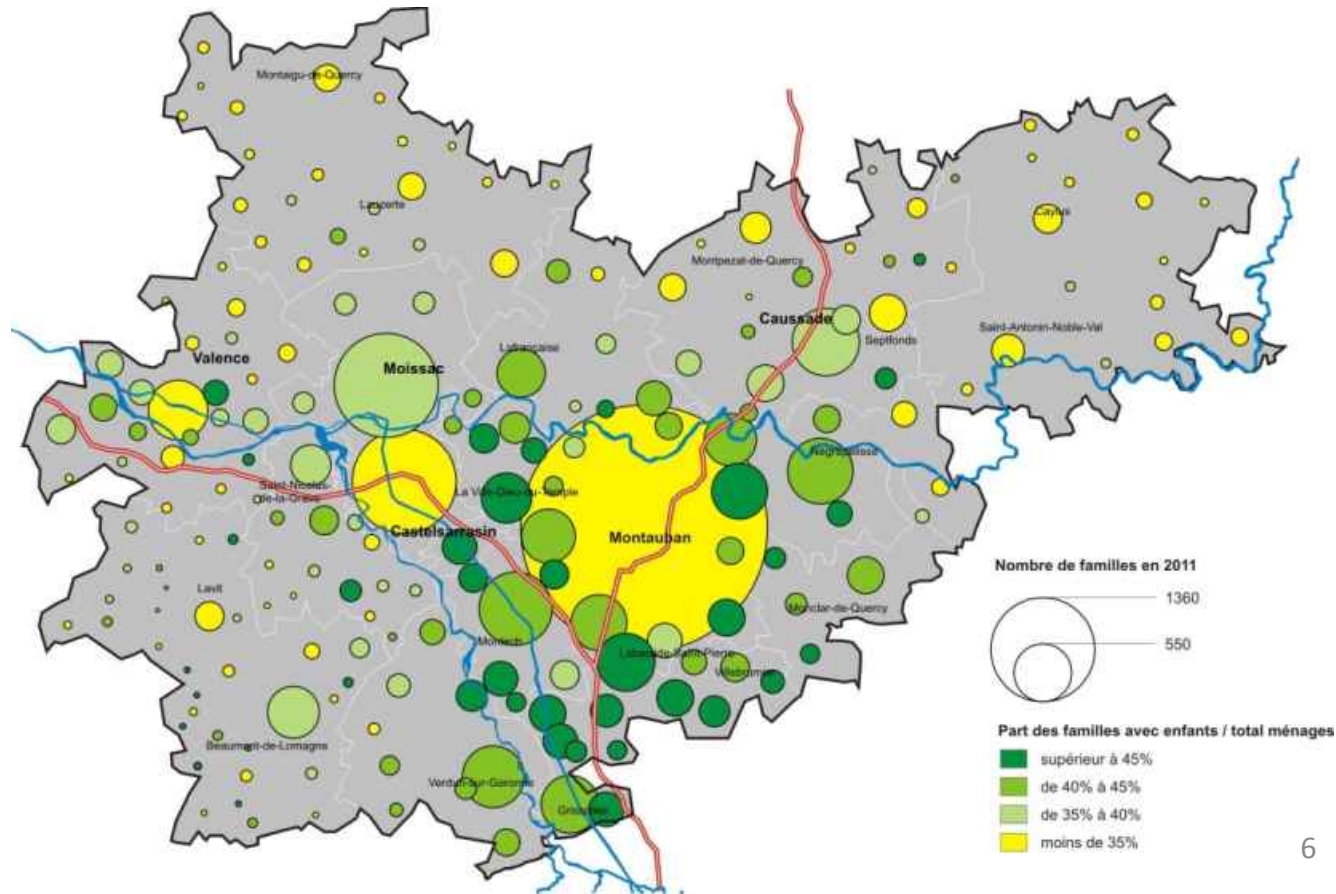 Montaigu-de-Quercy
Lauzerte
Caylus
Montpezat-de-Quercy
Caussade
Septfonds
Saint-Antonin-Noble-Val
Valence
Moissac
Lafrançaise
Nègrepelisse
Saint-Nicolas-
de-la-Grave
La Ville-Dieu-du-Temple
Castelsarrasin
Montauban
Lavit
Monclar-de-Quercy
Montech
Labastide-Saint-Pierre
Villebrumier
Beaumont-de-Lomagne
Verdun-sur-Garonne
Grisolles
Nombre de familles en 2011
1360
550
Part des familles avec enfants / total ménages
supérieur à 45%
de 40% à 45%
de 35% à 40%
moins de 35%
6